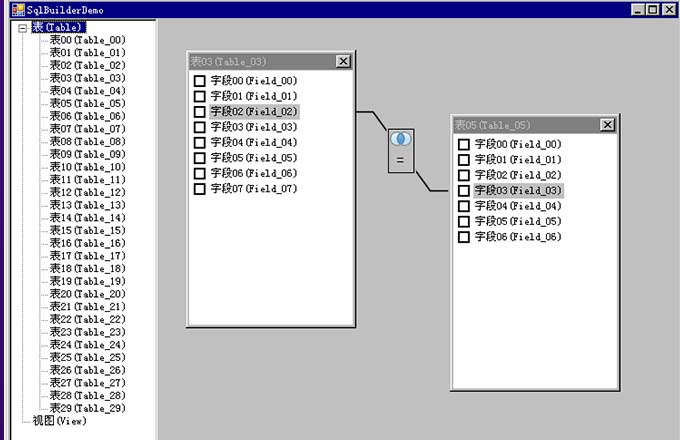 SqlBuilderDemo
表(Table)
表00(Table_00)
表01(Table_01)
表02(Table_02)
表03(Table_03)
表04(Table_04)
表05(Table_05)
表06(Table_06)
表07(Table_07)
表08(Table_08)
表09(Table_09)
表10(Table_10)
表11(Table_11)
表12(Table_12)
表13(Table_13)
表14(Table_14)
表15(Table_15)
表16(Table_16)
表17(Table_17)
表18(Table_18)
表19(Table_19)
表20(Table_20)
表21(Table_21)
表22(Table_22)
表23(Table_23)
表24(Table_24)
表25(Table_25)
表26(Table_26)
表27(Table_27)
表28(Table_28)
表29(Table_29)
视图(View)
表03(Table_03)
字段00(Field_00)
字段01(Field_01)
字段02(Field_02)
字段03(Field_03)
字段04(Field_04)
字段05(Field_05)
字段06(Field_06)
字段07(Field_07)
=
表05(Table_05)
字段00(Field_00)
字段01(Field_01)
字段02(Field_02)
字段03(Field_03)
字段04(Field_04)
字段05(Field_05)
字段06(Field_06)